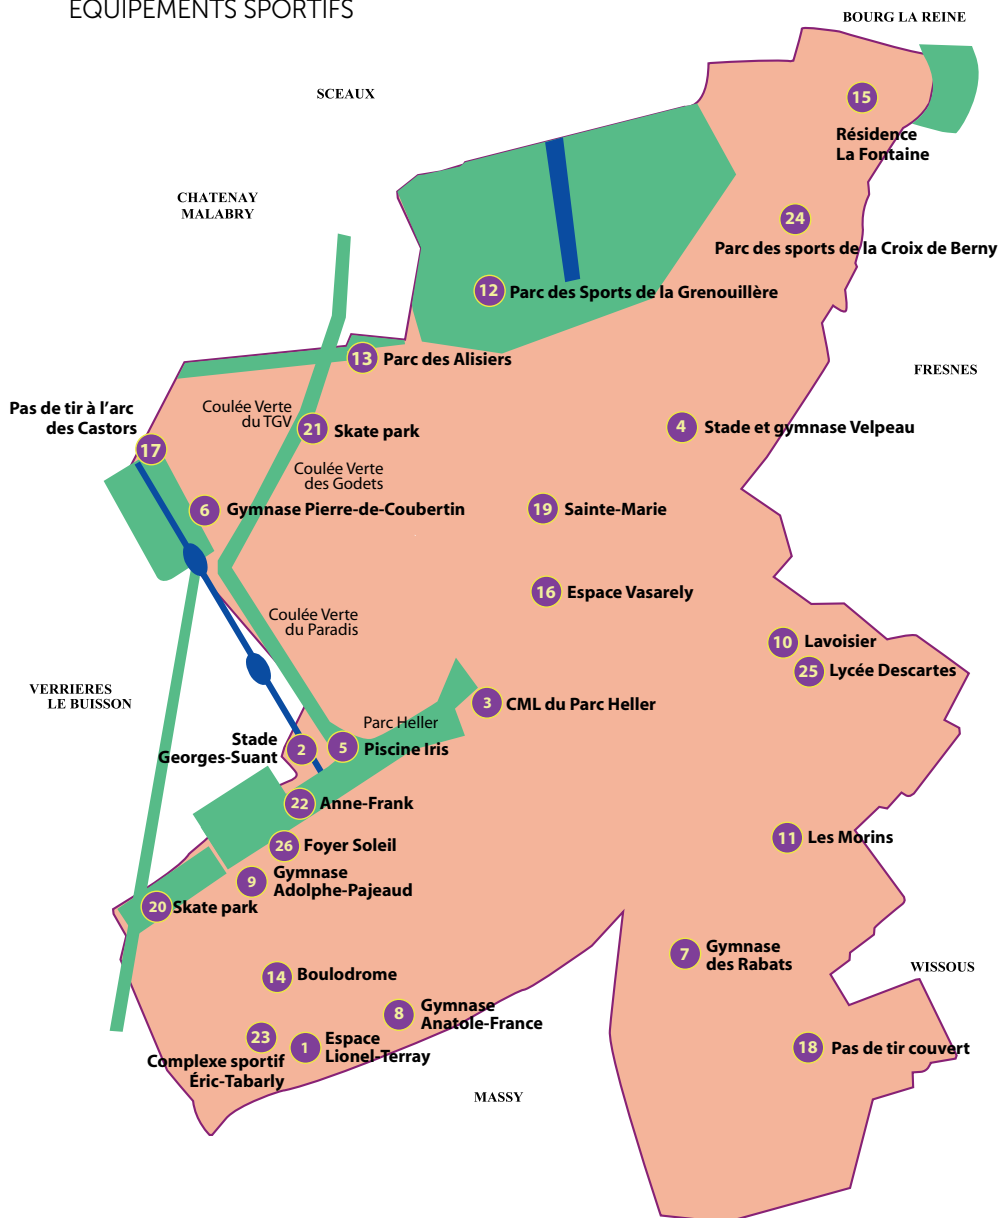 ÉQUIPEMENTS SPORTIFS
BOURG LA REINE
SCEAUX
15
Résidence
La Fontaine
CHATENAY
MALABRY
24
Parc des sports de la Croix de Berny
12 Parc des Sports de la Grenouillère
13 Parc des Alisiers
FRESNES
Pas de tir à l’arc
des Castors
17
Coulée Verte
du TGV
21 Skate park
4 Stade et gymnase Velpeau
Coulée Verte
des Godets
6 Gymnase Pierre-de-Coubertin
19 Sainte-Marie
16 Espace Vasarely
Coulée Verte
du Paradis
10 Lavoisier
25 Lycée Descartes
VERRIERES
LE BUISSON
3 CML du Parc Heller
Parc Heller
Stade
Georges-Suant
2
5 Piscine Iris
22 Anne-Frank
11 Les Morins
26 Foyer Soleil
9 Gymnase
Adolphe-Pajeaud
20 Skate park
7 Gymnase
des Rabats
WISSOUS
14 Boulodrome
8 Gymnase
Anatole-France
23
Complexe sportif
Éric-Tabarly
1 Espace
Lionel-Terray
18 Pas de tir couvert
MASSY